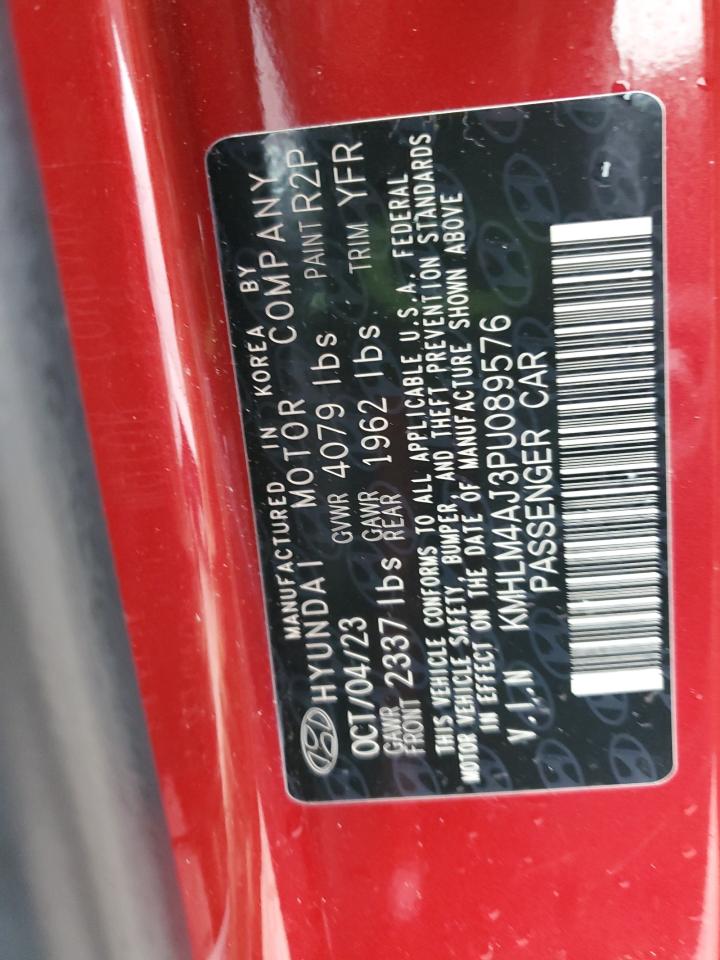 MANUFACTURED IN KOREA BY
HYUNDAI MOTOR COMPANY
OCT/04/23 GVWR 4079 lbs PAINT R2P
GAWR FRONT 2337 lbs GAWR REAR 1962 lbs TRIM YFR
THIS VEHICLE CONFORMS TO ALL APPLICABLE U.S.A. FEDERAL
MOTOR VEHICLE SAFETY, BUMPER, AND THEFT PREVENTION STANDARDS
IN EFFECT ON THE DATE OF MANUFACTURE SHOWN ABOVE
V.I.N KMHLM4AJ3PU089576
PASSENGER CAR